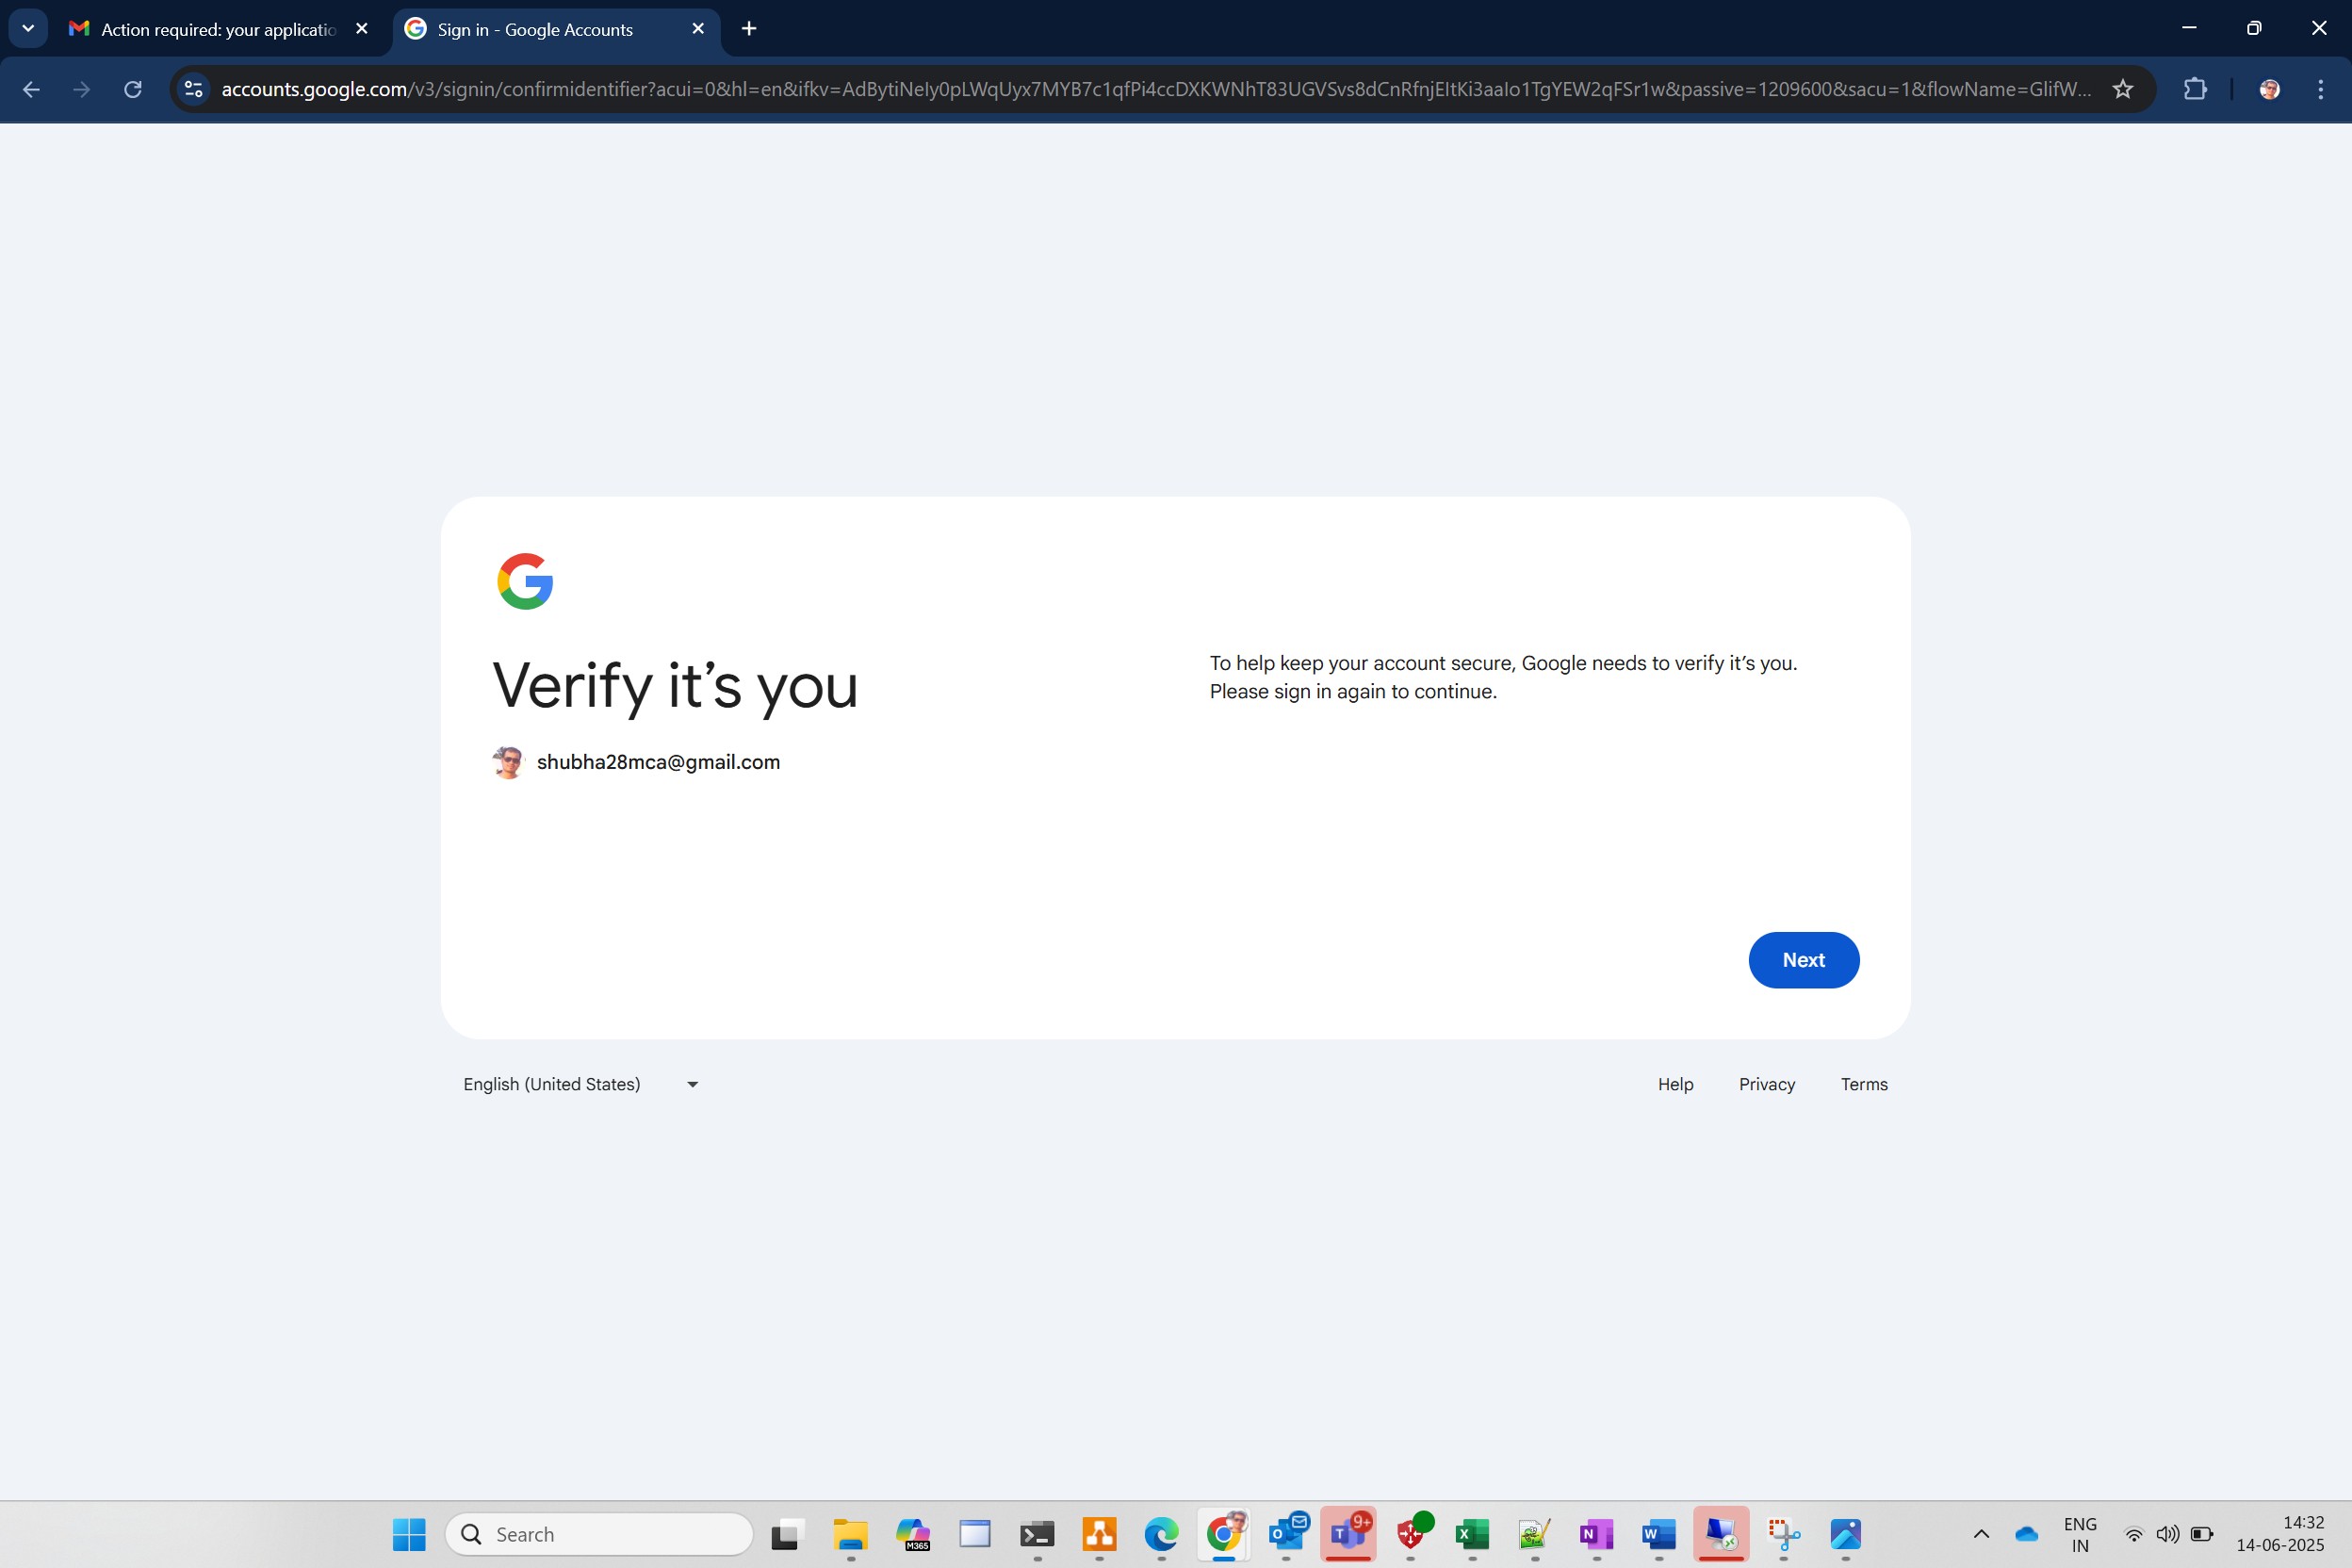 Action required: your applicatio
Sign in - Google Accounts
accounts.google.com/v3/signin/confirmidentifier?acui=0&hl=en&ifkv=AdBytiNeIy0pLWqUyx7MYB7c1qfPi4ccDXKWNhT83UGVSvs8dCnRfnjEItKi3aaIo1TgYEW2qFSr1w&passive=1209600&sacu=1&flowName=GlifW...
Verify it’s you
shubha28mca@gmail.com
To help keep your account secure, Google needs to verify it’s you.
Please sign in again to continue.
Next
English (United States)
Help
Privacy
Terms
Search
M365
9+
ENG
IN
14:32
14-06-2025